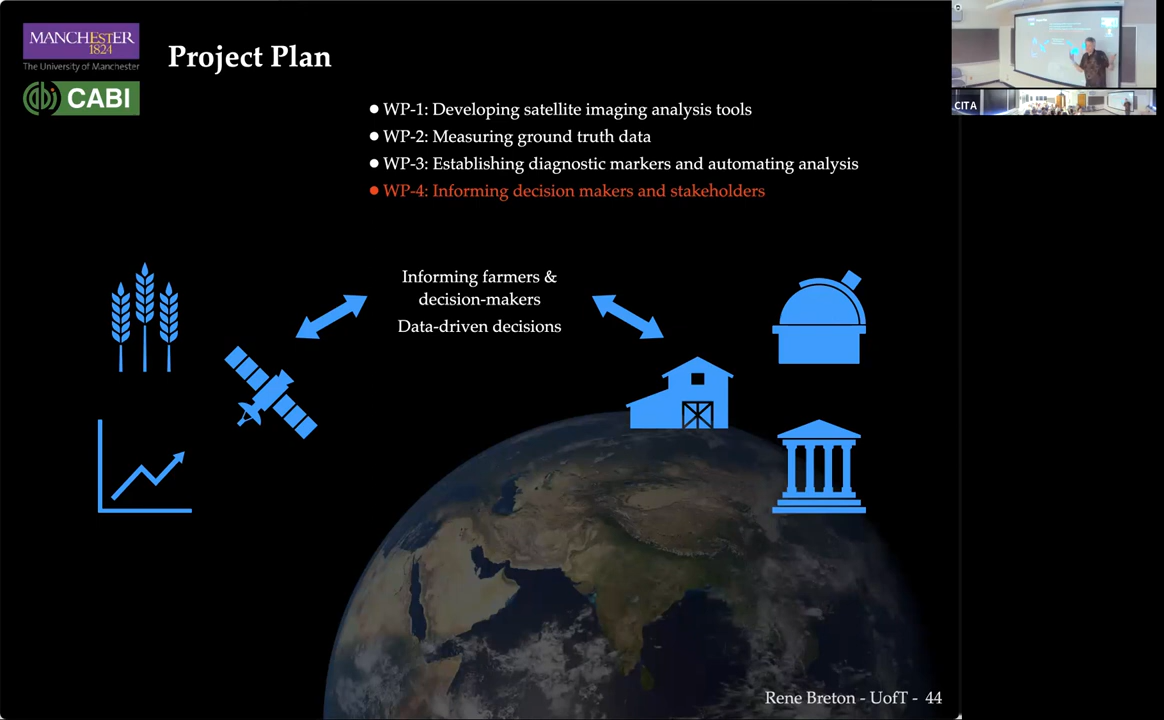 MANCHESTER
1824
The University of Manchester
CABI
Project Plan
● WP-1: Developing satellite imaging analysis tools
● WP-2: Measuring ground truth data
● WP-3: Establishing diagnostic markers and automating analysis
● WP-4: Informing decision makers and stakeholders
Informing farmers &
decision-makers
Data-driven decisions
Rene Breton - UofT - 44
CITA